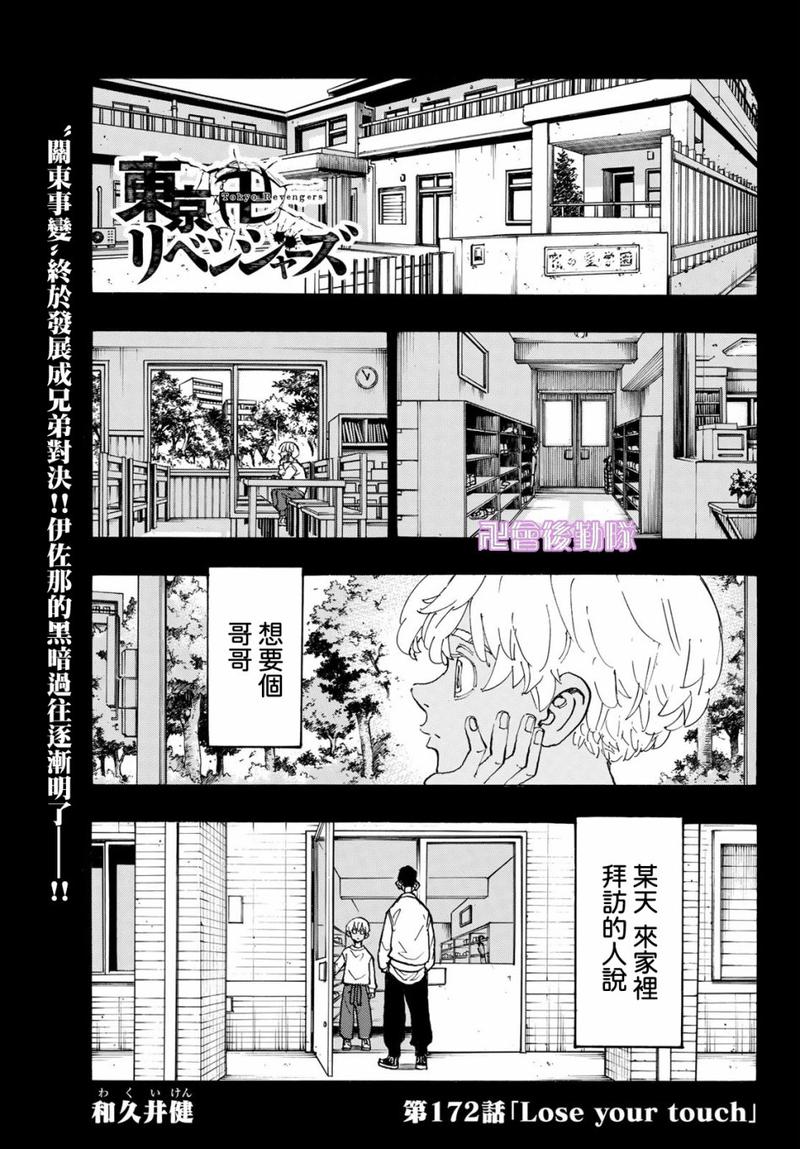 〝關東事變〞終於發展成兄弟對決!!伊佐那的黑暗過往逐漸明了——!!
東京卍
Tokyo Revengers
リベンジャーズ
卍會後勤隊
想要個
哥哥
某天 來家裡
拜訪的人說
わくいけん
和久井健
第172話「Lose your touch」